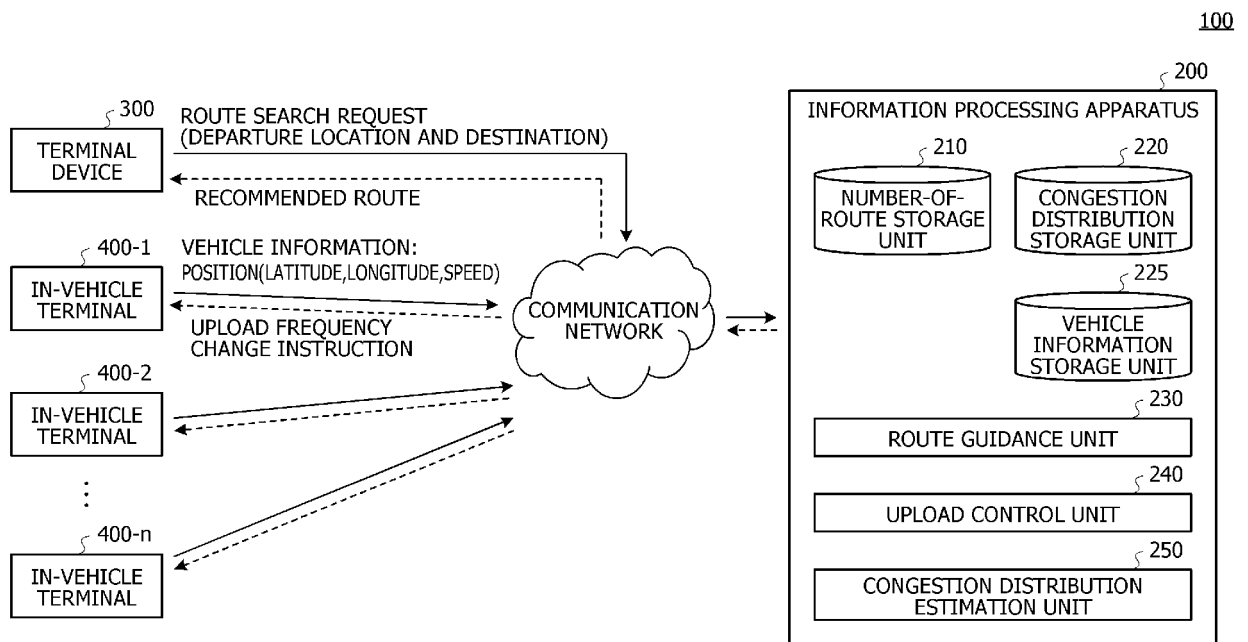 100
200
INFORMATION PROCESSING APPARATUS
210
220
NUMBER-OF-
ROUTE STORAGE
UNIT
CONGESTION
DISTRIBUTION
STORAGE UNIT
225
VEHICLE
INFORMATION
STORAGE UNIT
230
ROUTE GUIDANCE UNIT
240
UPLOAD CONTROL UNIT
250
CONGESTION DISTRIBUTION
ESTIMATION UNIT
300
TERMINAL
DEVICE
ROUTE SEARCH REQUEST
(DEPARTURE LOCATION AND DESTINATION)
RECOMMENDED ROUTE
400-1
IN-VEHICLE
TERMINAL
VEHICLE INFORMATION:
POSITION(LATITUDE,LONGITUDE,SPEED)
UPLOAD FREQUENCY
CHANGE INSTRUCTION
COMMUNICATION
NETWORK
400-2
IN-VEHICLE
TERMINAL
400-n
IN-VEHICLE
TERMINAL